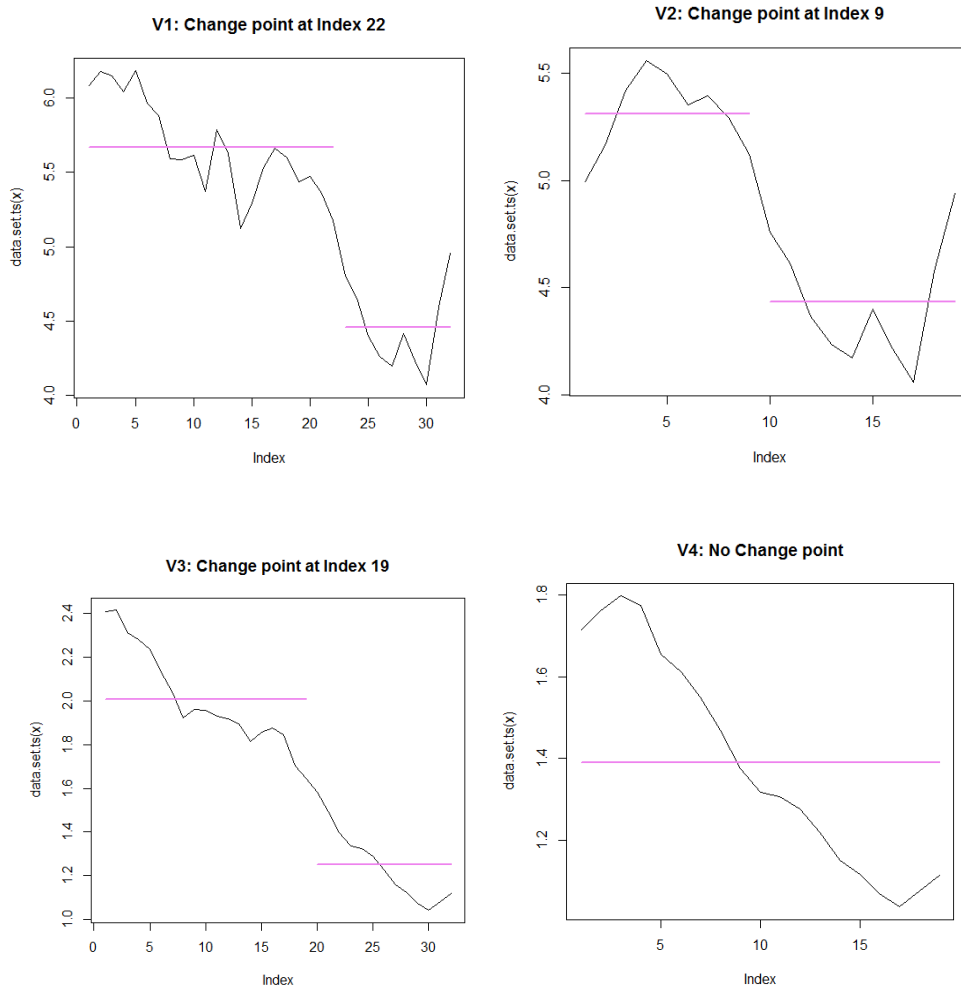 V1: Change point at Index 22
data.set.ts(x)
6.0
5.5
5.0
4.5
4.0
0 5 10 15 20 25 30
Index
V2: Change point at Index 9
data.set.ts(x)
5.5
5.0
4.5
4.0
5 10 15
Index
V3: Change point at Index 19
data.set.ts(x)
2.4
2.2
2.0
1.8
1.6
1.4
1.2
1.0
0 5 10 15 20 25 30
Index
V4: No Change point
data.set.ts(x)
1.8
1.6
1.4
1.2
5 10 15
Index